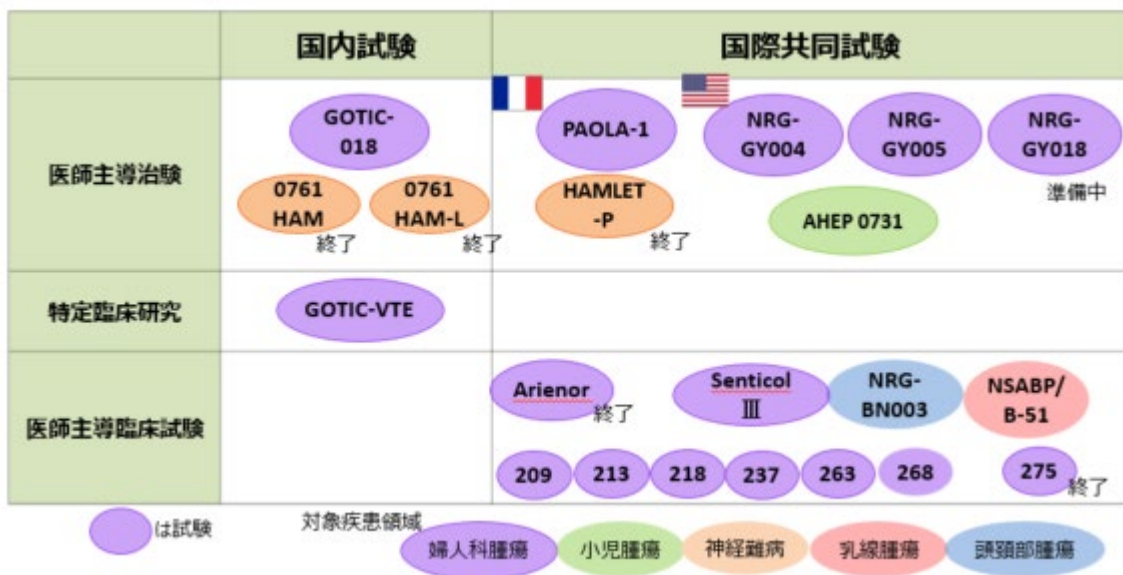 国内試験
国際共同試験
医師主導治験
GOTIC-
018
PAOLA-1
NRG-
GY004
NRG-
GY005
NRG-
GY018
準備中
0761
HAM
終了
0761
HAM-L
終了
HAMLET
-P
終了
AHEP 0731
特定臨床研究
GOTIC-VTE
医師主導臨床試験
Arienor
終了
Senticol
Ⅲ
NRG-
BN003
NSABP/
B-51
209
213
218
237
263
268
275
終了
は試験
対象疾患領域
婦人科腫瘍
小児腫瘍
神経難病
乳線腫瘍
頭頚部腫瘍